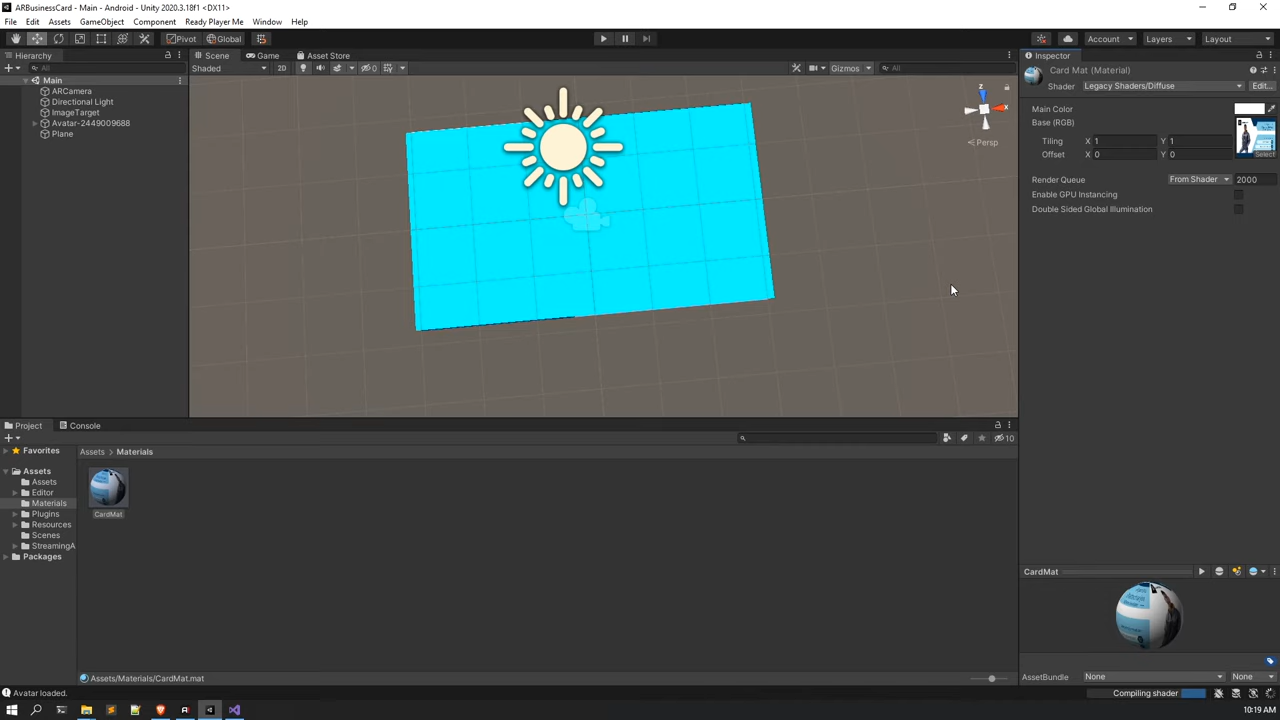 ARBusinessCard - Main - Android - Unity 2020.3.18f1 <DX11>
File Edit Assets GameObject Component Ready Player Me Window Help
Pivot Global Account Layers Layout
Hierarchy Scene Game Asset Store Inspector
All Shaded 2D 0 Gizmos All
Main
ARCamera
Directional Light
ImageTarget
Avatar-2449009688
Plane
Z
X
Persp
Card Mat (Material)
Shader Legacy Shaders/Diffuse Edit...
Main Color
Base (RGB)
Tiling X 1 Y 1
Offset X 0 Y 0
Select
Render Queue From Shader 2000
Enable GPU Instancing
Double Sided Global Illumination
Project Console
10
Favorites
Assets
Assets
Editor
Materials
Plugins
Resources
Scenes
StreamingA
Packages
Assets > Materials
CardMat
Assets/Materials/CardMat.mat
CardMat
AssetBundle None None
Avatar loaded.
Compiling shader
10:19 AM